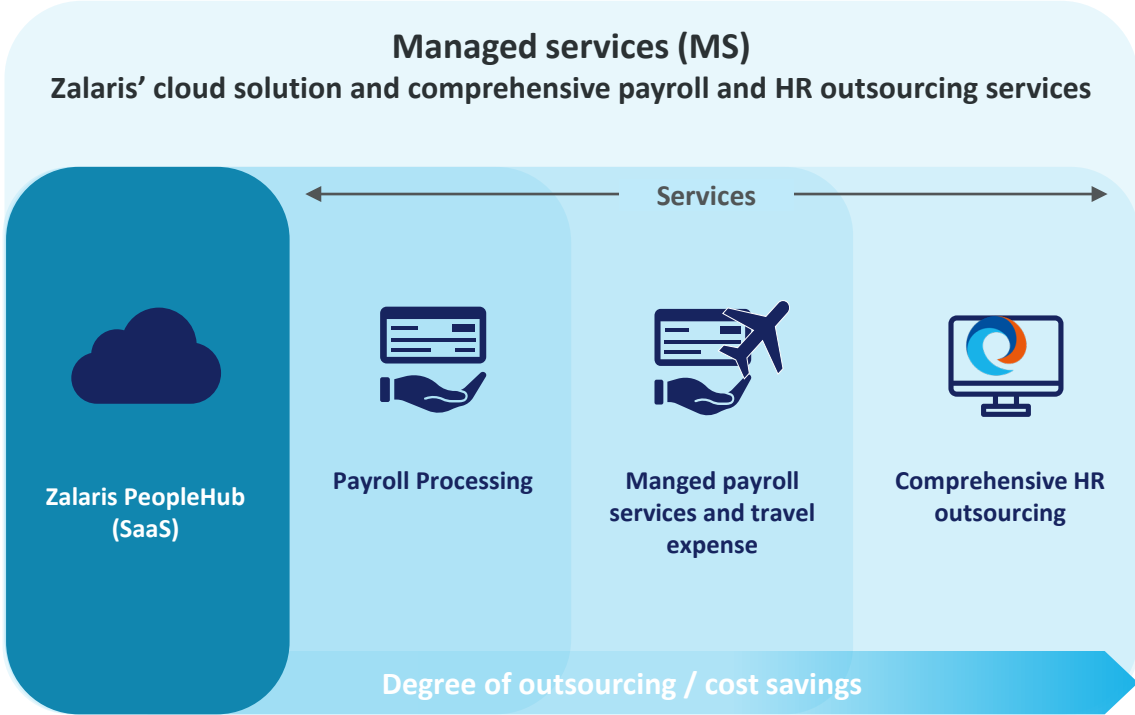 Managed services (MS)
Zalaris’ cloud solution and comprehensive payroll and HR outsourcing services
Services
Zalaris PeopleHub
(SaaS)
Payroll Processing
Manged payroll
services and travel
expense
Comprehensive HR
outsourcing
Degree of outsourcing / cost savings